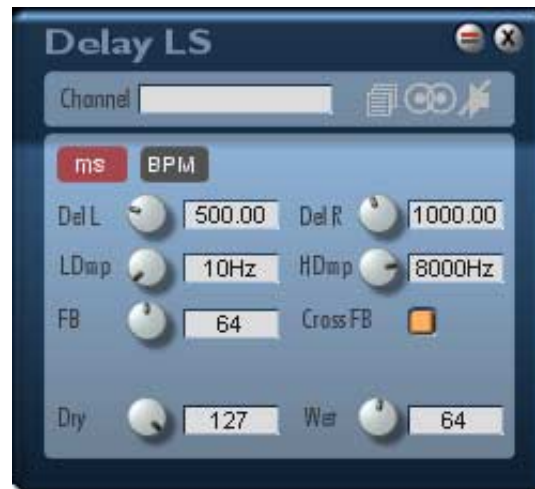 Delay LS
Channel
ms BPM
Del L 500.00 Del R 1000.00
LDmp 10Hz HDmp 8000Hz
FB 64 Cross FB
Dry 127 Wet 64